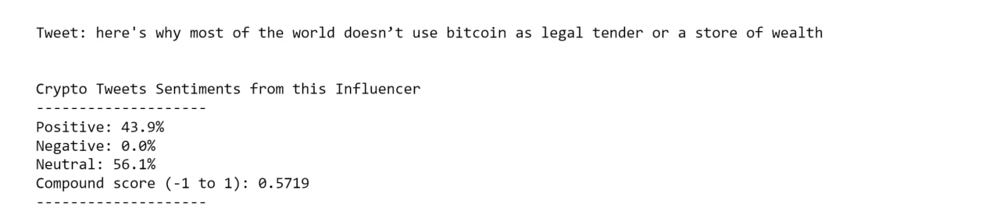 Tweet: here's why most of the world doesn’t use bitcoin as legal tender or a store of wealth
Crypto Tweets Sentiments from this Influencer
--------------------
Positive: 43.9%
Negative: 0.0%
Neutral: 56.1%
Compound score (-1 to 1): 0.5719
--------------------